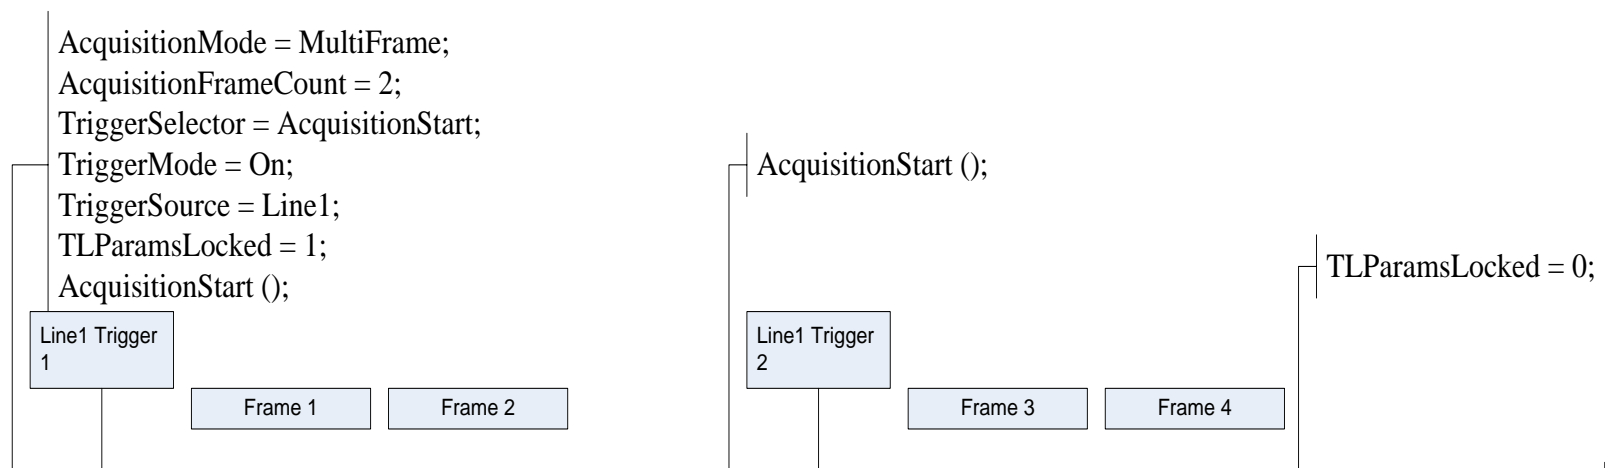 AcquisitionMode = MultiFrame;
AcquisitionFrameCount = 2;
TriggerSelector = AcquisitionStart;
TriggerMode = On;
TriggerSource = Line1;
TLParamsLocked = 1;
AcquisitionStart ();
Line1 Trigger
1
Frame 1
Frame 2
AcquisitionStart ();
Line1 Trigger
2
Frame 3
Frame 4
TLParamsLocked = 0;